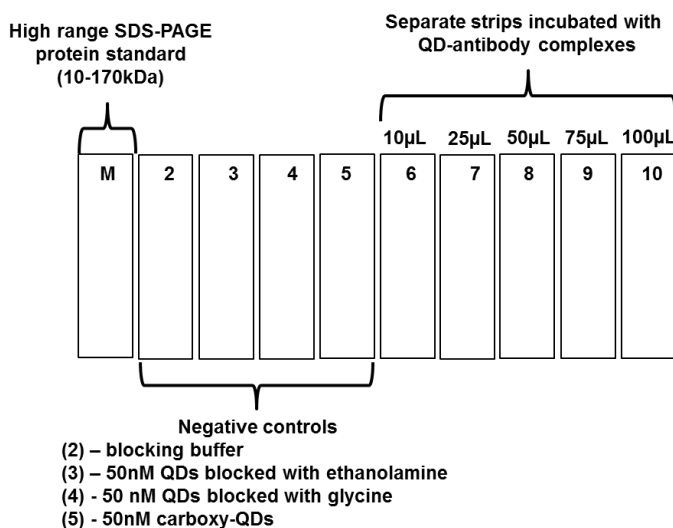 High range SDS-PAGE
protein standard
(10-170kDa)
Separate strips incubated with
QD-antibody complexes
10µL 25µL 50µL 75µL 100µL
M 2 3 4 5 6 7 8 9 10
Negative controls
(2) – blocking buffer
(3) – 50nM QDs blocked with ethanolamine
(4) - 50 nM QDs blocked with glycine
(5) - 50nM carboxy-QDs